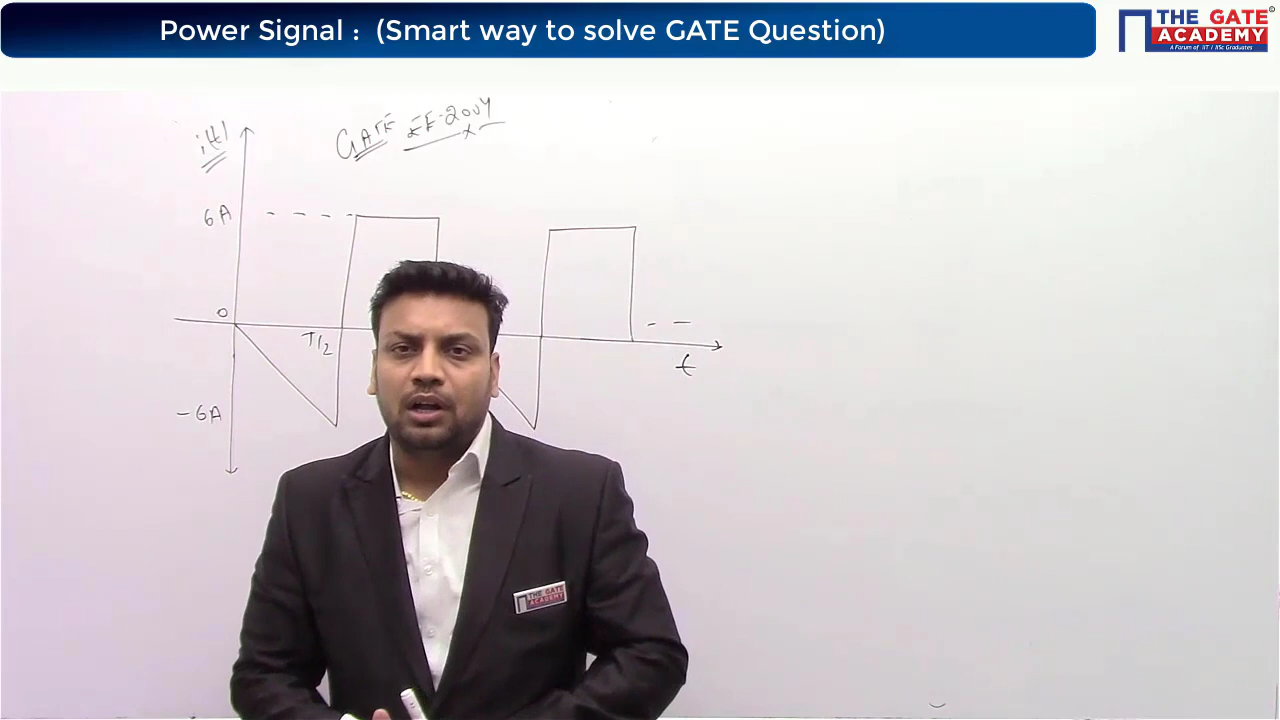 Power Signal : (Smart way to solve GATE Question)
THE GATE
ACADEMY
A Forum of IIT / IISc Graduates
GATE EE-2004
i(t)
6A
0
T/2
t
-6A
THE GATE
ACADEMY